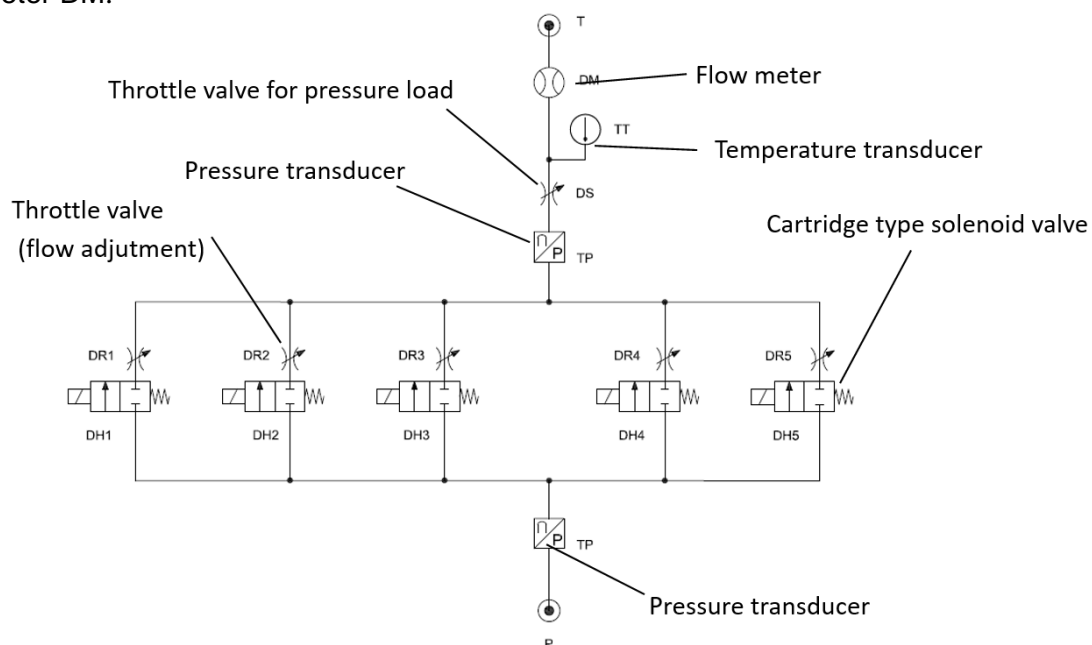 T
Flow meter
DM
Throttle valve for pressure load
TT
Temperature transducer
Pressure transducer
DS
Throttle valve
(flow adjutment)
Cartridge type solenoid valve
P
TP
DR1
DR2
DR3
DR4
DR5
DH1
DH2
DH3
DH4
DH5
P
TP
Pressure transducer
P